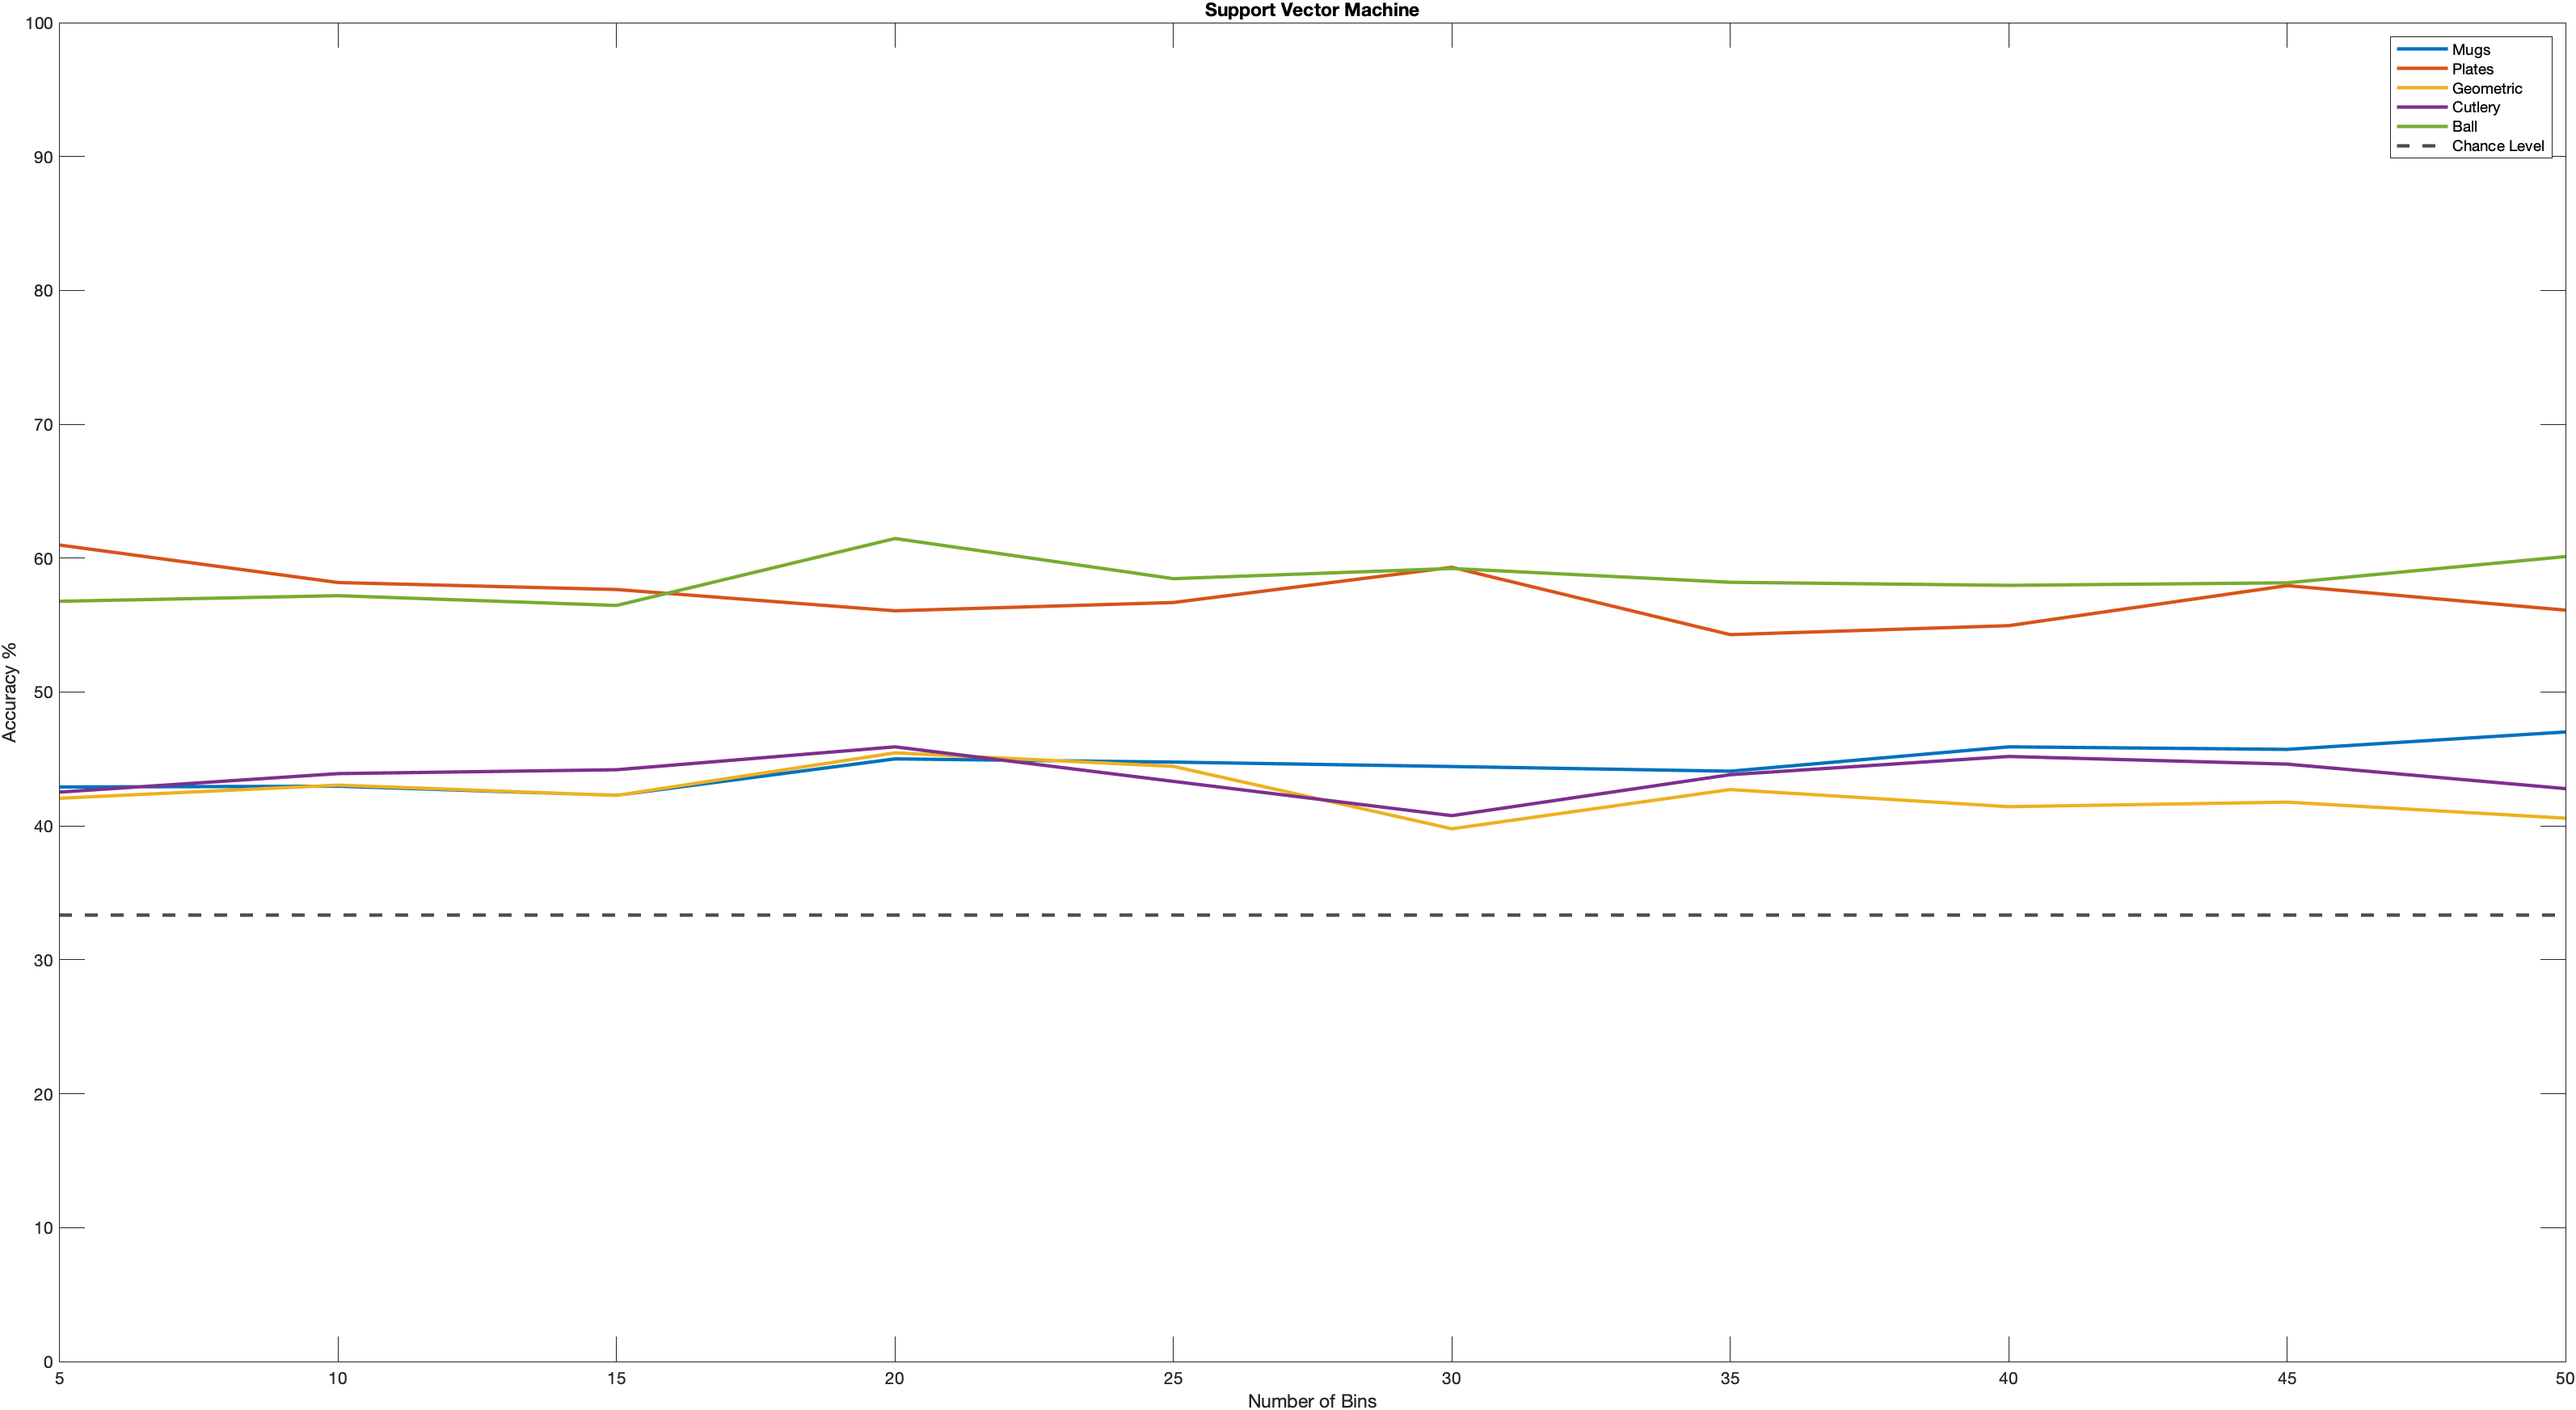 Support Vector Machine
Mugs
Plates
Geometric
Cutlery
Ball
Chance Level
Accuracy %
100
90
80
70
60
50
40
30
20
10
0
5 10 15 20 25 30 35 40 45 50
Number of Bins